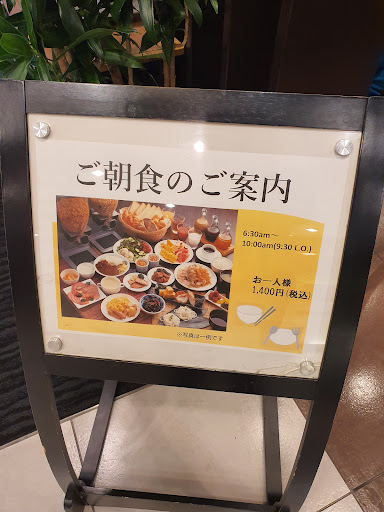 ご朝食のご案内
6:30am～
10:00am(9:30 L.O.)
お一人様
1,400円(税込)
※写真は一例です